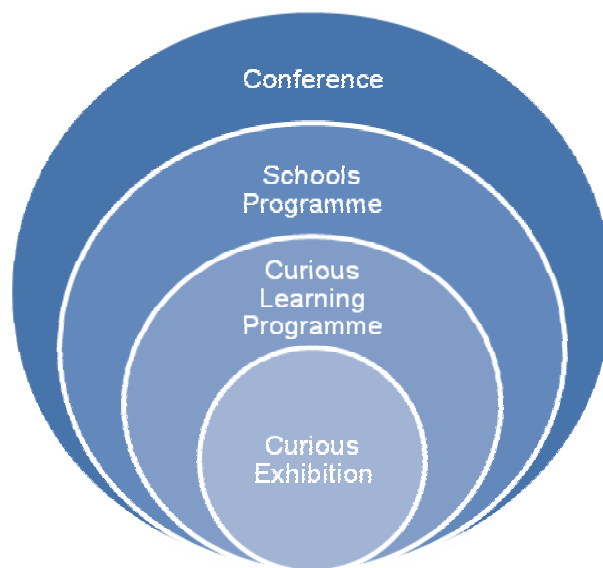 Conference
Schools
Programme
Curious
Learning
Programme
Curious
Exhibition